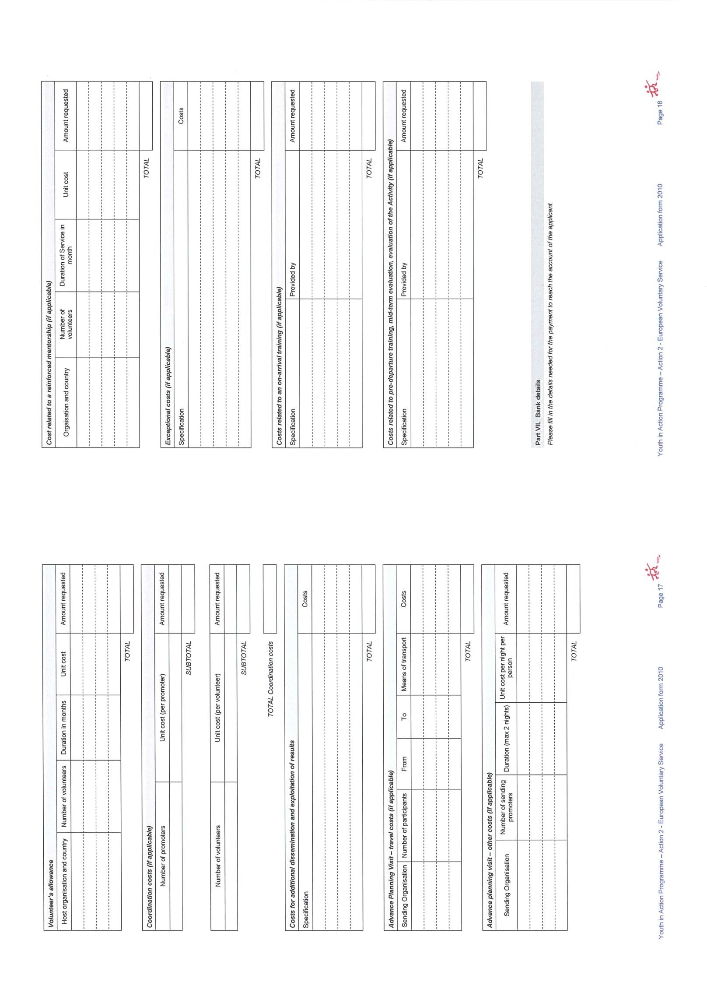 Volunteer's allowance
Host organisation and country Number of volunteers Duration in months Unit cost Amount requested
TOTAL
Coordination costs (if applicable)
Number of promoters Unit cost (per promoter) Amount requested
SUBTOTAL
Number of volunteers Unit cost (per volunteer) Amount requested
SUBTOTAL
TOTAL Coordination costs
Costs for additional dissemination and exploitation of results
Specification Costs
TOTAL
Advance Planning Visit – travel costs (if applicable)
Sending Organisation Number of participants From To Means of transport Costs
TOTAL
Advance planning visit – other costs (if applicable)
Sending Organisation Number of sending promoters Duration (max 2 nights) Unit cost per night per person Amount requested
TOTAL
Youth in Action Programme – Action 2 - European Voluntary Service Application form 2010 Page 17
Youth
Cost related to a reinforced mentorship (if applicable)
Orgaisation and country Number of volunteers Duration of Service in month Unit cost Amount requested
TOTAL
Exceptional costs (if applicable)
Specification Costs
TOTAL
Costs related to an on-arrival training (if applicable)
Specification Provided by Amount requested
TOTAL
Costs related to pre-departure training, mid-term evaluation, evaluation of the Activity (if applicable)
Specification Provided by Amount requested
TOTAL
Part VII. Bank details
Please fill in the details needed for the payment to reach the account of the applicant.
Youth in Action Programme – Action 2 - European Voluntary Service Application form 2010 Page 18
Youth